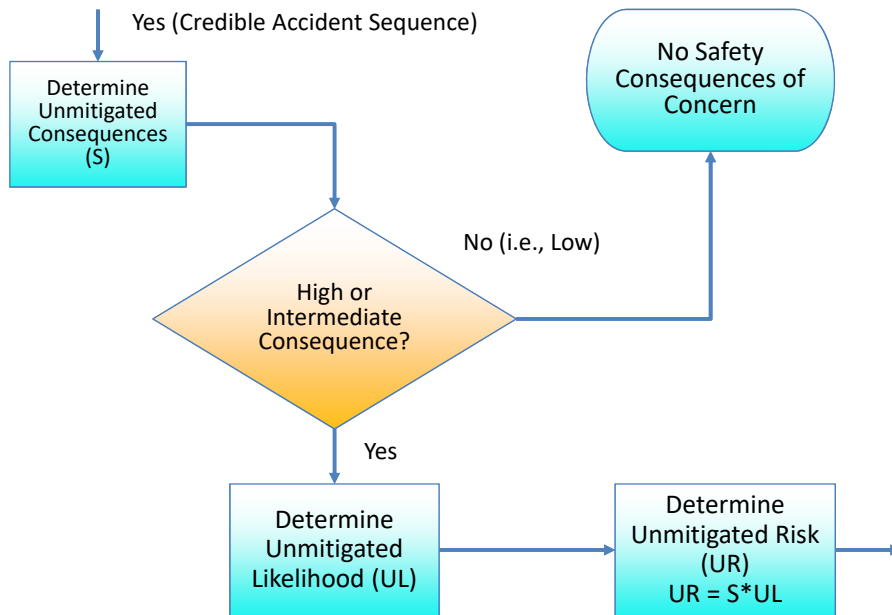 Yes (Credible Accident Sequence)
Determine
Unmitigated
Consequences
(S)
No Safety
Consequences of
Concern
No (i.e., Low)
High or
Intermediate
Consequence?
Yes
Determine
Unmitigated
Likelihood (UL)
Determine
Unmitigated Risk
(UR)
UR = S*UL